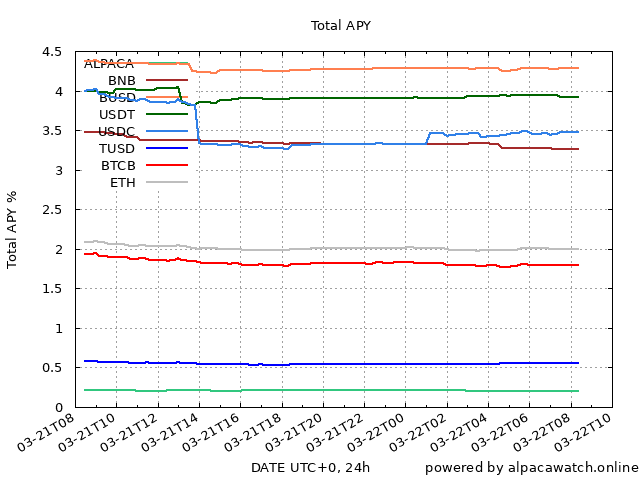 Total APY
4.5
4
3.5
3
2.5
2
1.5
1
0.5
0
Total APY %
ALPACA
BNB
BUSD
USDT
USDC
TUSD
BTCB
ETH
03-21T08
03-21T10
03-21T12
03-21T14
03-21T16
03-21T18
03-21T20
03-21T22
03-22T00
03-22T02
03-22T04
03-22T06
03-22T08
03-22T10
DATE UTC+0, 24h
powered by alpacawatch.online